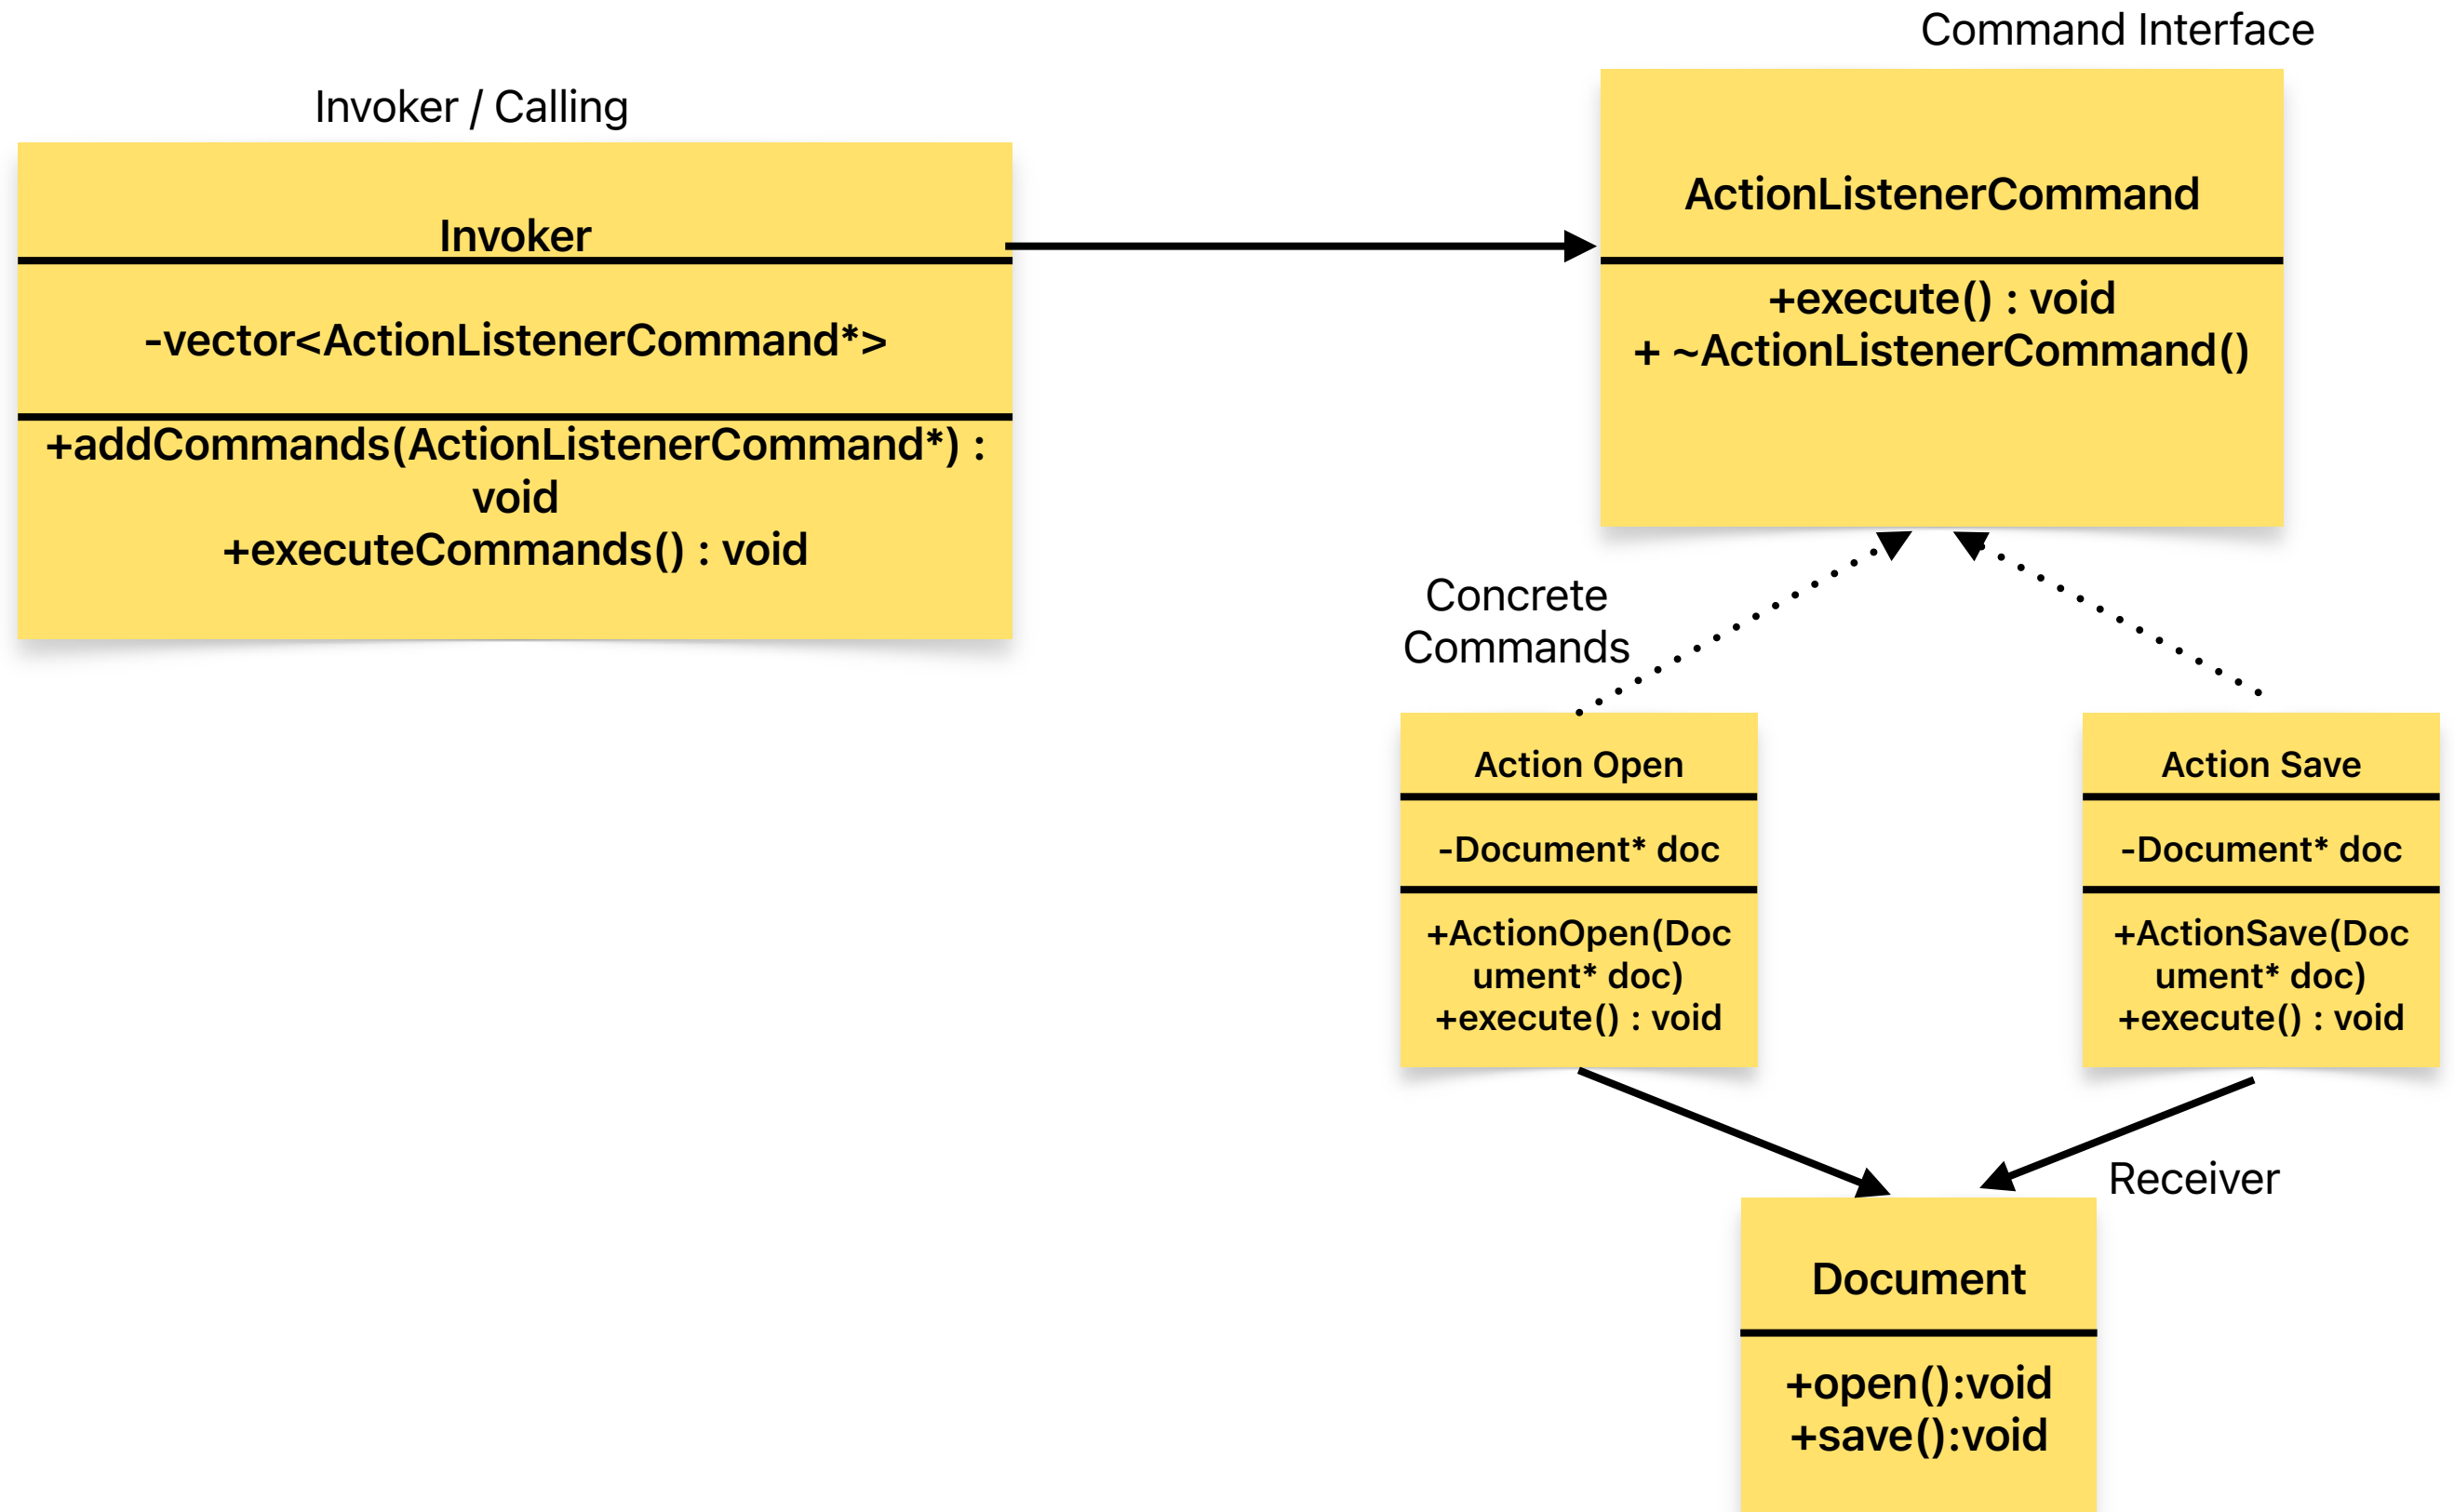 Command Interface
Invoker / Calling
Invoker
-vector<ActionListenerCommand*>
+addCommands(ActionListenerCommand*) :
void
+executeCommands() : void
ActionListenerCommand
+execute() : void
+ ~ActionListenerCommand()
Concrete
Commands
Action Open
-Document* doc
+ActionOpen(Doc
ument* doc)
+execute() : void
Action Save
-Document* doc
+ActionSave(Doc
ument* doc)
+execute() : void
Receiver
Document
+open():void
+save():void